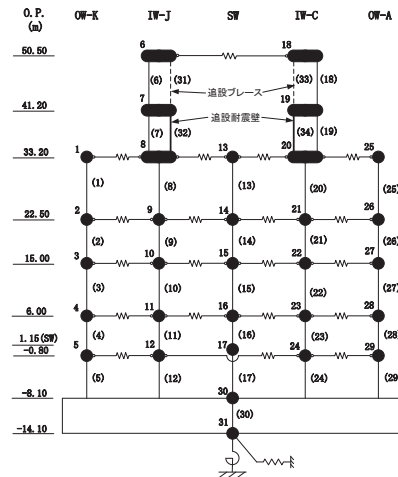 O.P. OW-K IW-J SW IW-C OW-A
(m)
50.50 6 18
(6) (31) (33) (18)
追設ブレース
41.20 7 19
追設耐震壁
(7) (32) (34) (19)
33.20 1 8 13 20 25
(1) (8) (13) (20) (25)
22.50 2 9 14 21 26
(2) (9) (14) (21) (26)
15.00 3 10 15 22 27
(3) (10) (15) (22) (27)
6.00 4 11 16 23 28
(4) (11) (16) (23) (28)
1.15(SW) 17
-0.80 5 12 24 29
(5) (12) (17) (24) (29
-8.10 30
(30)
-14.10 31